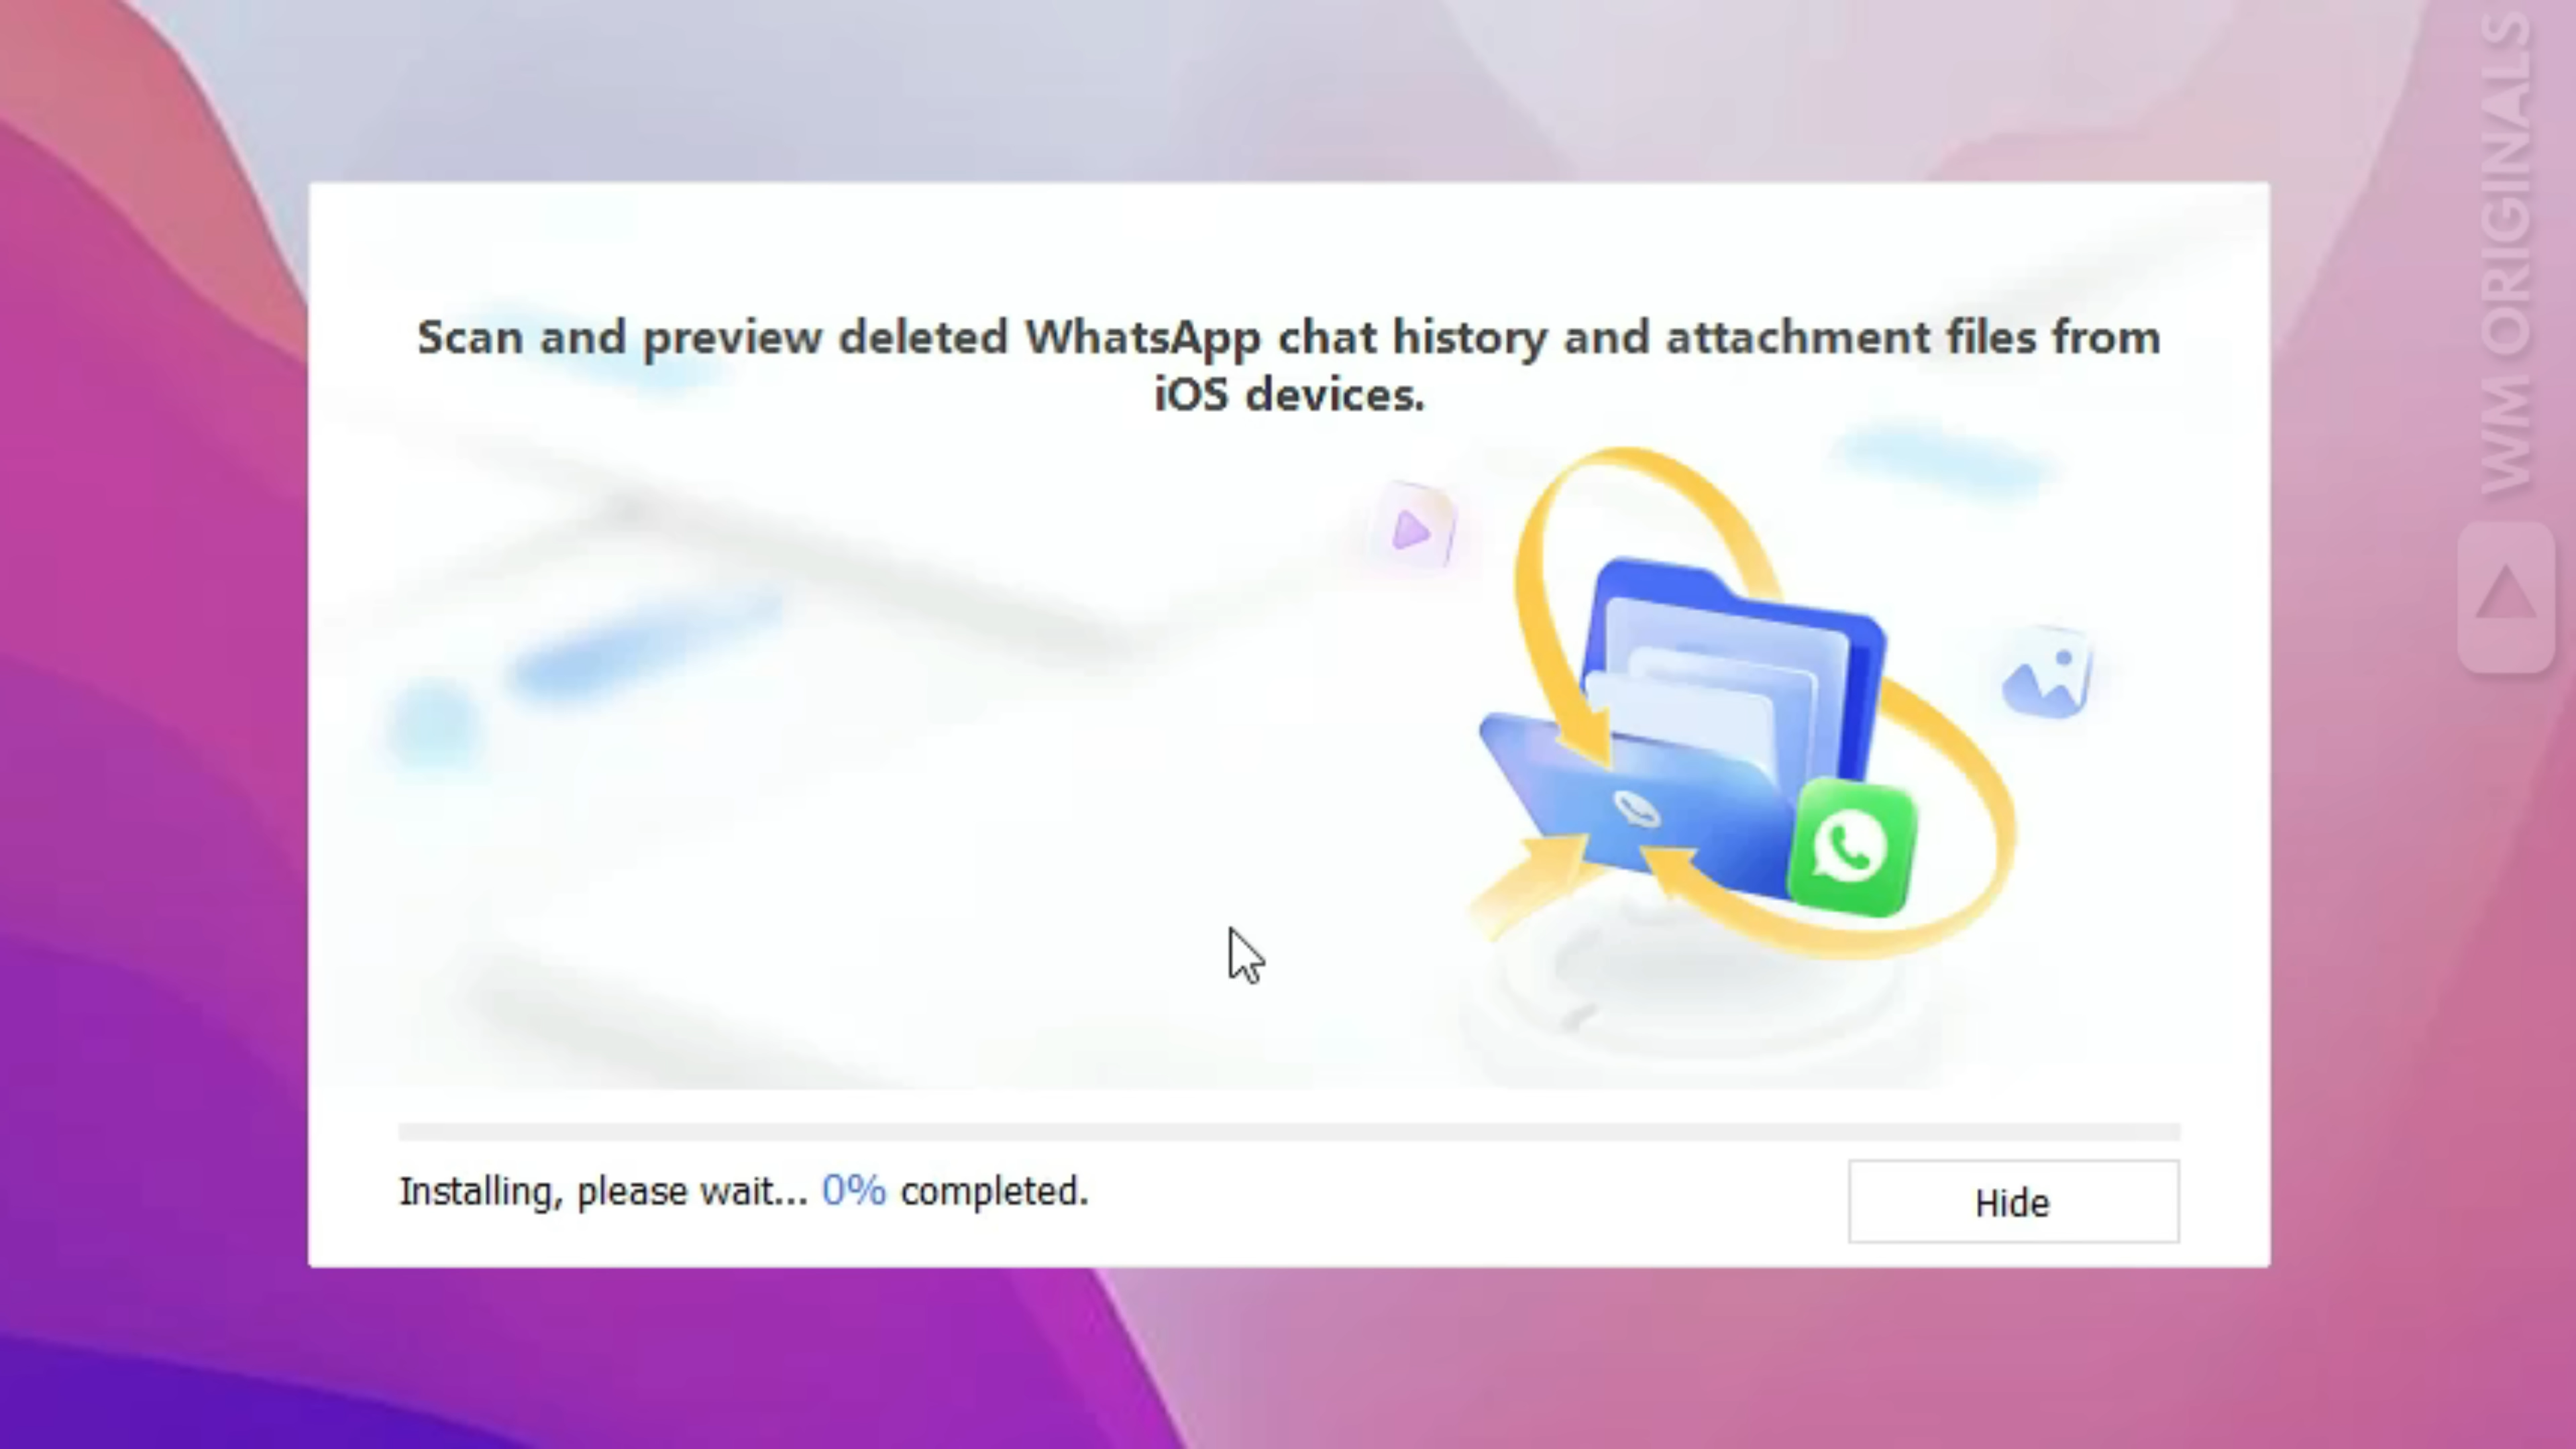 Scan and preview deleted WhatsApp chat history and attachment files from
iOS devices.
Installing, please wait... 0% completed.
Hide
WM ORIGINALS